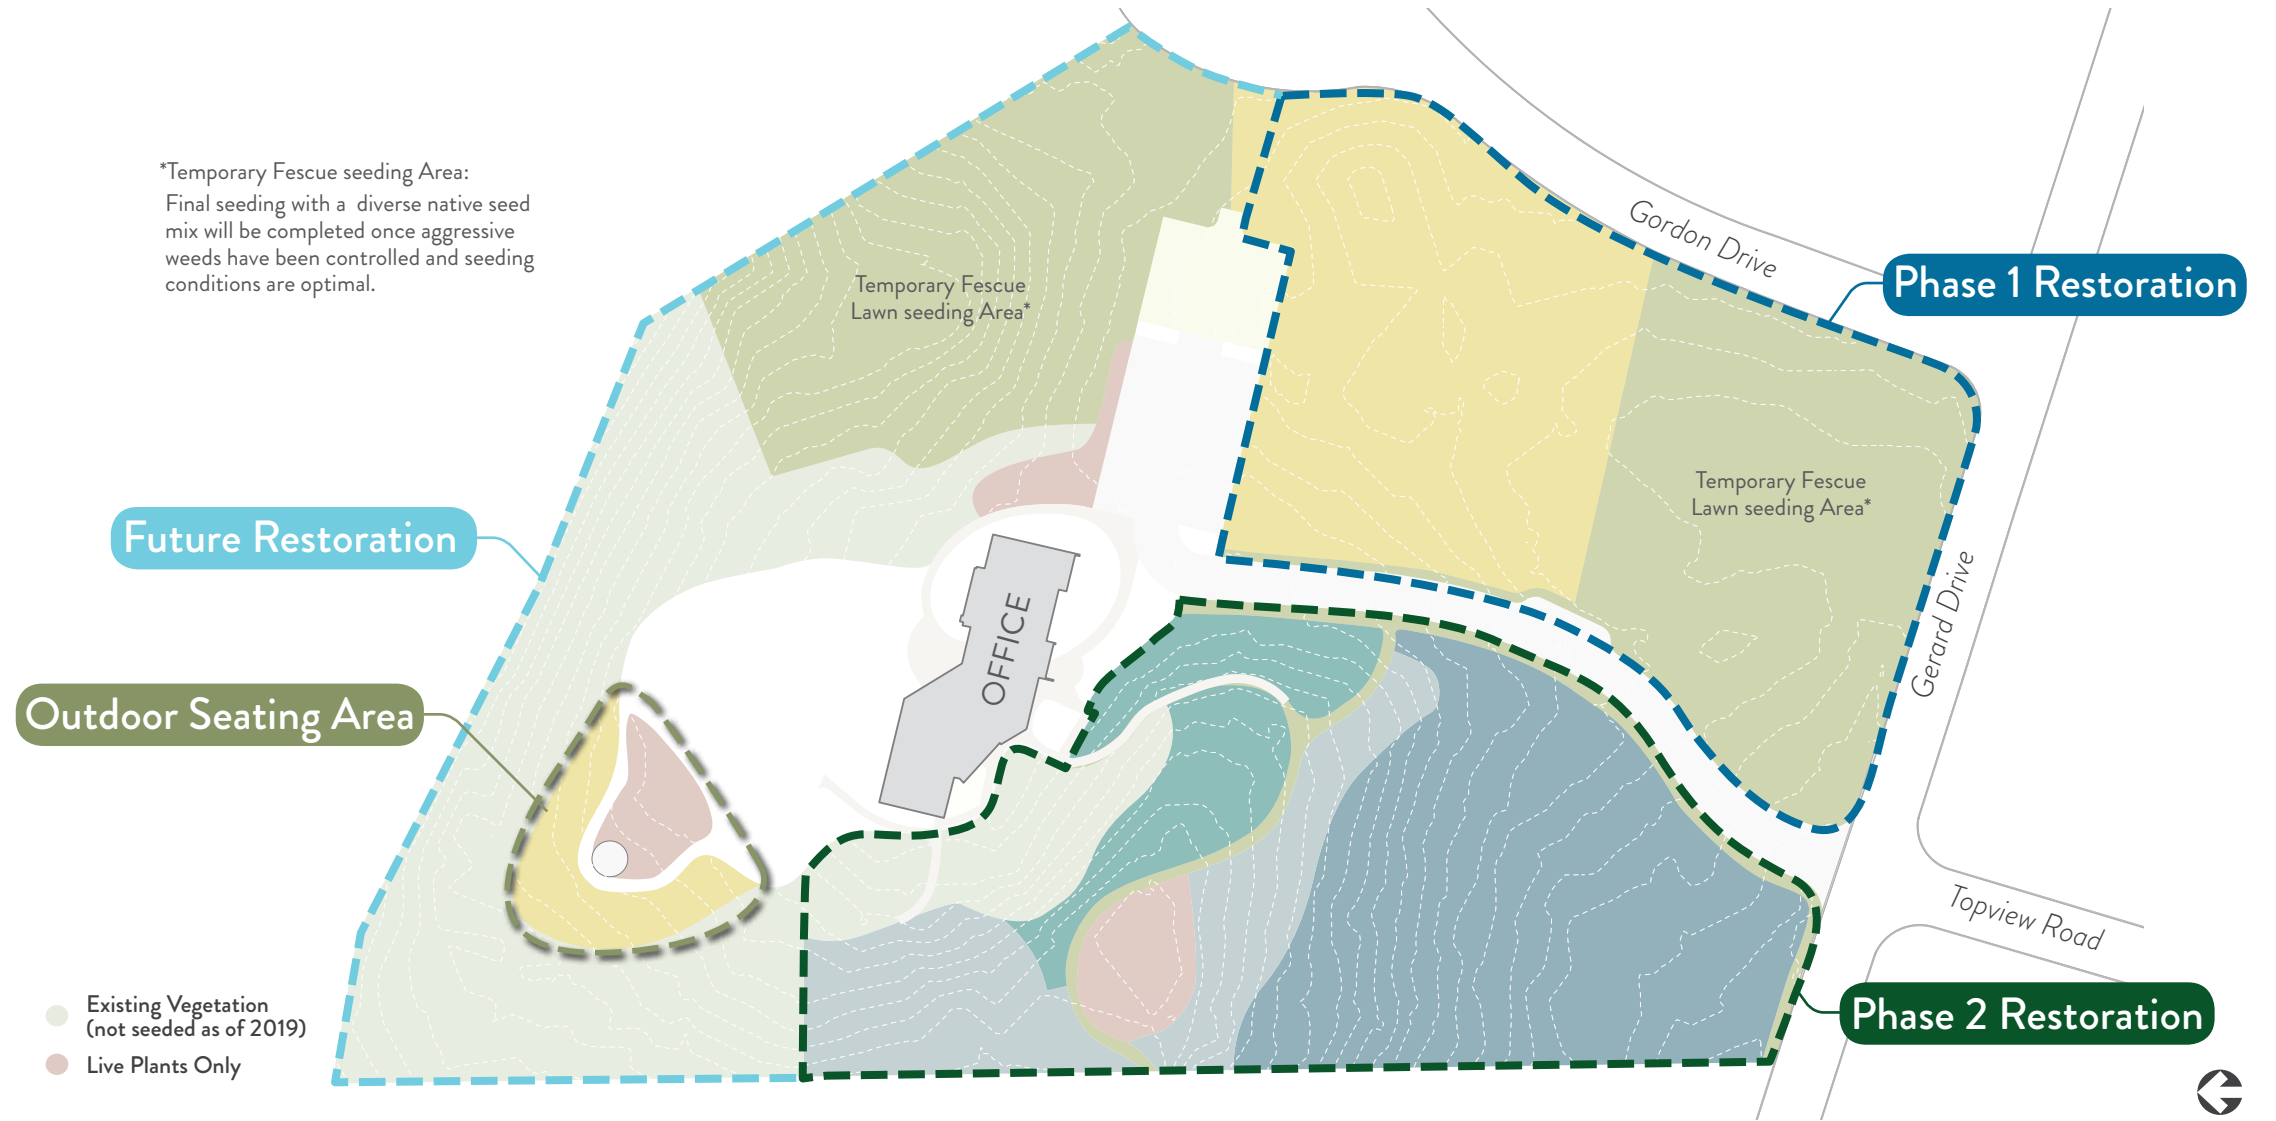 *Temporary Fescue seeding Area:
Final seeding with a diverse native seed
mix will be completed once aggressive
weeds have been controlled and seeding
conditions are optimal.
Temporary Fescue
Lawn seeding Area*
Gordon Drive
Phase 1 Restoration
Temporary Fescue
Lawn seeding Area*
Future Restoration
Gerard Drive
OFFICE
Outdoor Seating Area
Topview Road
Existing Vegetation
(not seeded as of 2019)
Live Plants Only
Phase 2 Restoration